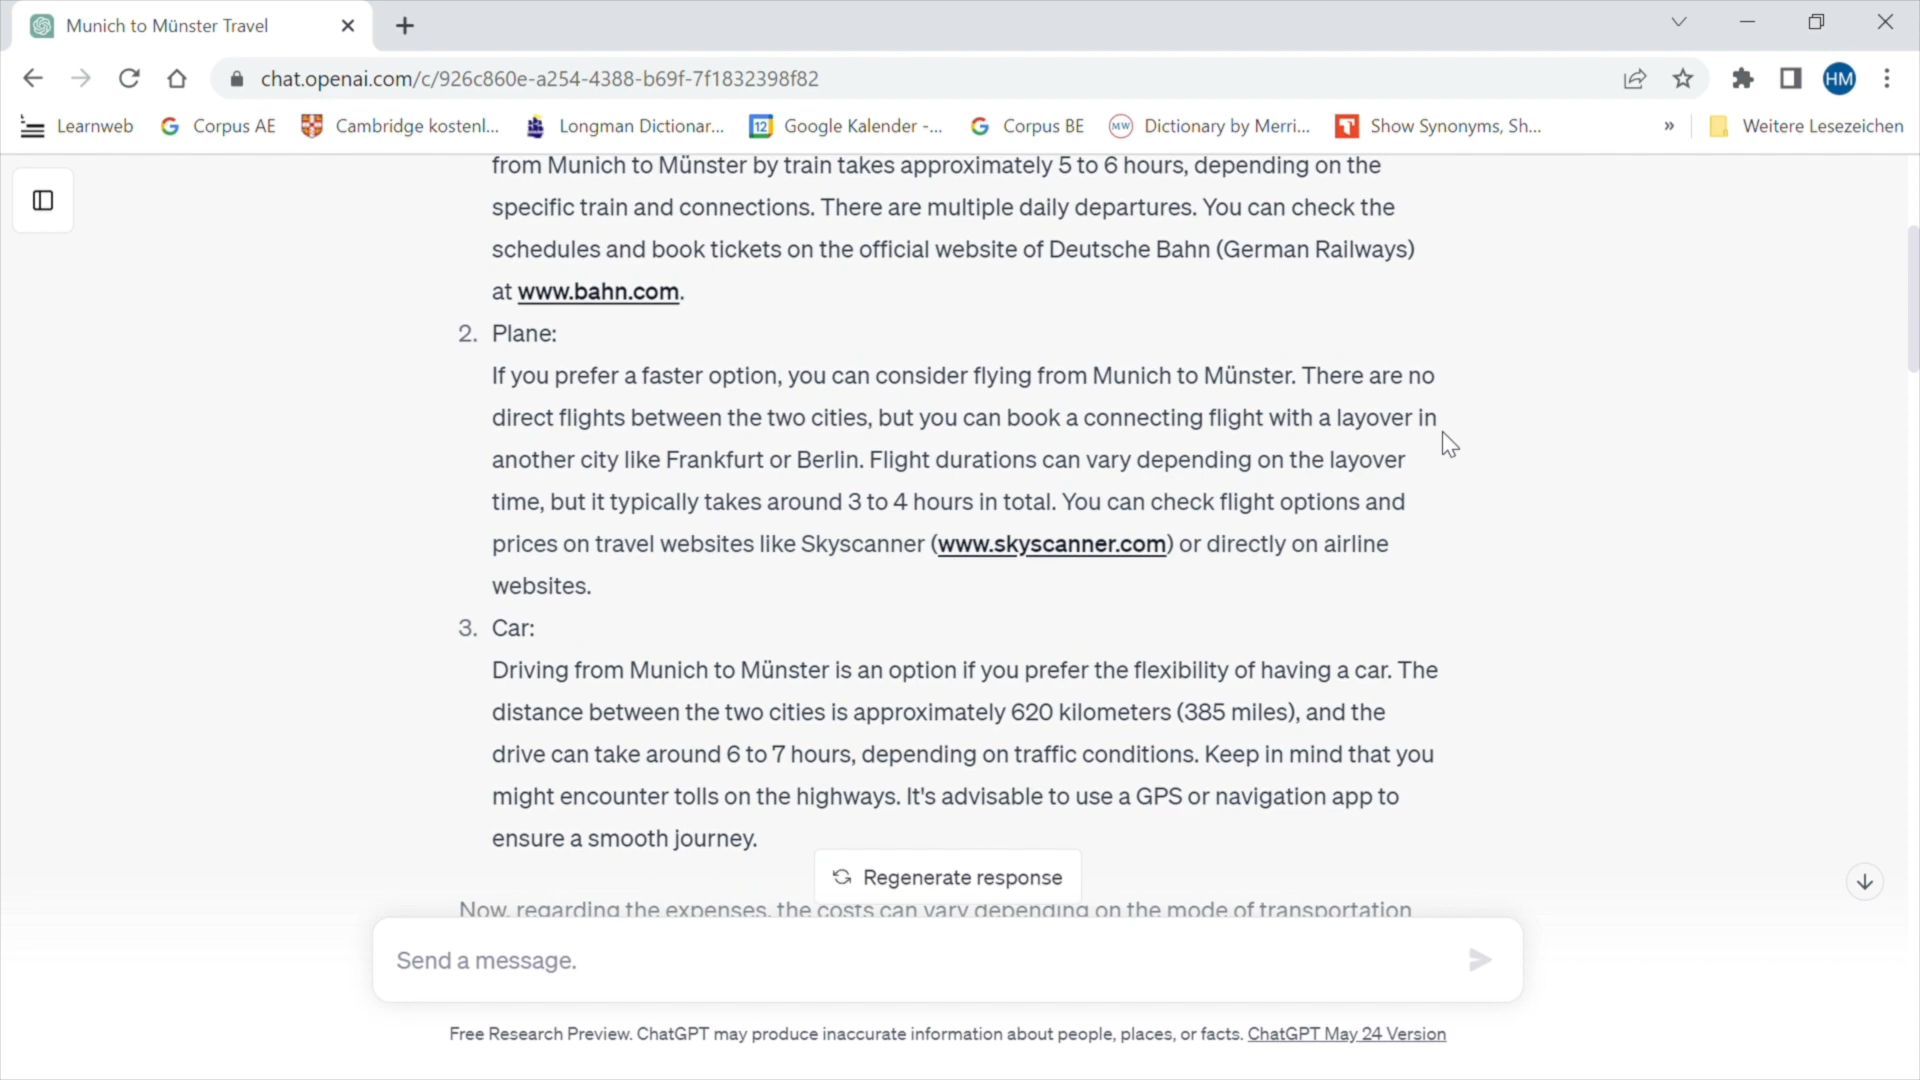 Munich to Münster Travel
chat.openai.com/c/926c860e-a254-4388-b69f-7f1832398f82
HM
Learnweb Corpus AE Cambridge kostenl... Longman Dictionar... 12 Google Kalender -... Corpus BE MW Dictionary by Merri... T Show Synonyms, Sh... » Weitere Lesezeichen
from Munich to Münster by train takes approximately 5 to 6 hours, depending on the
specific train and connections. There are multiple daily departures. You can check the
schedules and book tickets on the official website of Deutsche Bahn (German Railways)
at www.bahn.com.
2. Plane:
If you prefer a faster option, you can consider flying from Munich to Münster. There are no
direct flights between the two cities, but you can book a connecting flight with a layover in
another city like Frankfurt or Berlin. Flight durations can vary depending on the layover
time, but it typically takes around 3 to 4 hours in total. You can check flight options and
prices on travel websites like Skyscanner (www.skyscanner.com) or directly on airline
websites.
3. Car:
Driving from Munich to Münster is an option if you prefer the flexibility of having a car. The
distance between the two cities is approximately 620 kilometers (385 miles), and the
drive can take around 6 to 7 hours, depending on traffic conditions. Keep in mind that you
might encounter tolls on the highways. It's advisable to use a GPS or navigation app to
ensure a smooth journey.
Regenerate response
Now, regarding the expenses, the costs can vary depending on the mode of transportation
Send a message.
Free Research Preview. ChatGPT may produce inaccurate information about people, places, or facts. ChatGPT May 24 Version